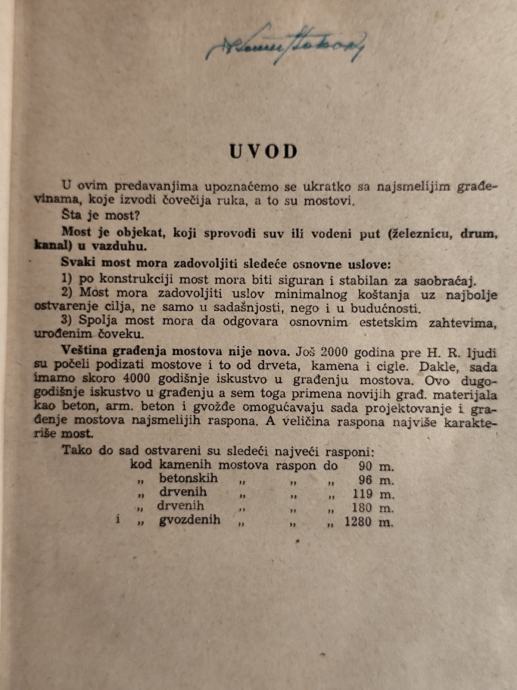 UVOD
U ovim predavanjima upoznaćemo se ukratko sa najsmelijim građe-
vinama, koje izvodi čovečija ruka, a to su mostovi.
Šta je most?
Most je objekat, koji sprovodi suv ili vodeni put (železnicu, drum,
kanal) u vazduhu.
Svaki most mora zadovoljiti sledeće osnovne uslove:
1) po konstrukciji most mora biti siguran i stabilan za saobraćaj.
2) Most mora zadovoljiti uslov minimalnog koštanja uz najbolje
ostvarenje cilja, ne samo u sadašnjosti, nego i u budućnosti.
3) Spolja most mora da odgovara osnovnim estetskim zahtevima,
urođenim čoveku.
Veština građenja mostova nije nova. Još 2000 godina pre H. R. ljudi
su počeli podizati mostove i to od drveta, kamena i cigle. Dakle, sada
imamo skoro 4000 godišnje iskustvo u građenju mostova. Ovo dugo-
godišnje iskustvo u građenju a sem toga primena novijih građ. materijala
kao beton, arm. beton i gvožđe omogućavaju sada projektovanje i gra-
đenje mostova najsmelijih raspona. A veličina raspona najviše karakte-
riše most.
Tako do sad ostvareni su sledeći najveći rasponi:
kod kamenih mostova raspon do 90 m.
„ betonskih „ „ „ 96 m.
„ drvenih „ „ „ 119 m.
„ drvenih „ „ „ 180 m.
i „ gvozdenih „ „ „ 1280 m.